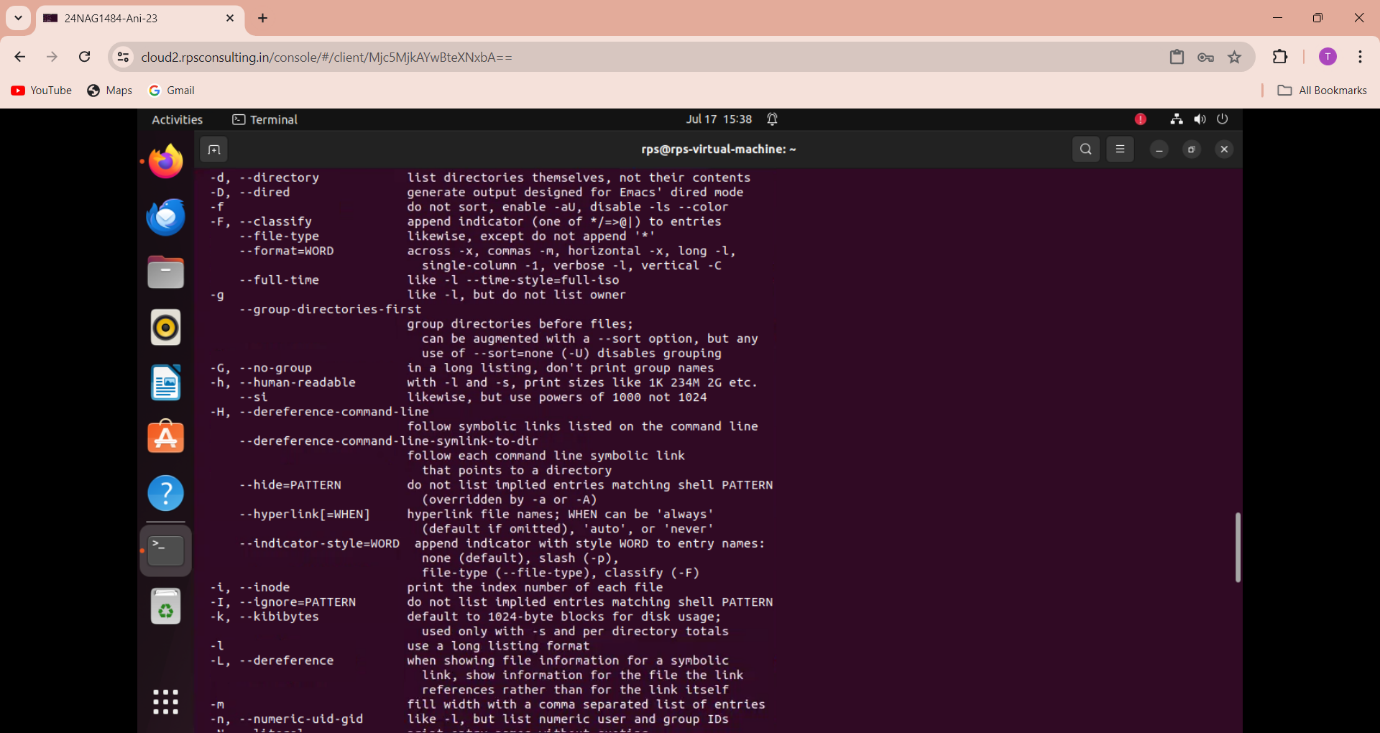 24NAG1484-Ani-23
cloud2.rpsconsulting.in/console/#/client/Mjc5MjkAYwBteXNxbA==
T
YouTube Maps Gmail All Bookmarks
Activities Terminal Jul 17 15:38
rps@rps-virtual-machine: ~
-d, --directory list directories themselves, not their contents
-D, --dired generate output designed for Emacs' dired mode
-f do not sort, enable -aU, disable -ls --color
-F, --classify append indicator (one of */=>@|) to entries
--file-type likewise, except do not append '*'
--format=WORD across -x, commas -m, horizontal -x, long -l,
single-column -1, verbose -l, vertical -C
--full-time like -l --time-style=full-iso
-g like -l, but do not list owner
--group-directories-first
group directories before files;
can be augmented with a --sort option, but any
use of --sort=none (-U) disables grouping
-G, --no-group in a long listing, don't print group names
-h, --human-readable with -l and -s, print sizes like 1K 234M 2G etc.
--si likewise, but use powers of 1000 not 1024
-H, --dereference-command-line
follow symbolic links listed on the command line
--dereference-command-line-symlink-to-dir
follow each command line symbolic link
that points to a directory
--hide=PATTERN do not list implied entries matching shell PATTERN
(overridden by -a or -A)
--hyperlink[=WHEN] hyperlink file names; WHEN can be 'always'
(default if omitted), 'auto', or 'never'
--indicator-style=WORD append indicator with style WORD to entry names:
none (default), slash (-p),
file-type (--file-type), classify (-F)
-i, --inode print the index number of each file
-I, --ignore=PATTERN do not list implied entries matching shell PATTERN
-k, --kibibytes default to 1024-byte blocks for disk usage;
used only with -s and per directory totals
-l use a long listing format
-L, --dereference when showing file information for a symbolic
link, show information for the file the link
references rather than for the link itself
-m fill width with a comma separated list of entries
-n, --numeric-uid-gid like -l, but list numeric user and group IDs